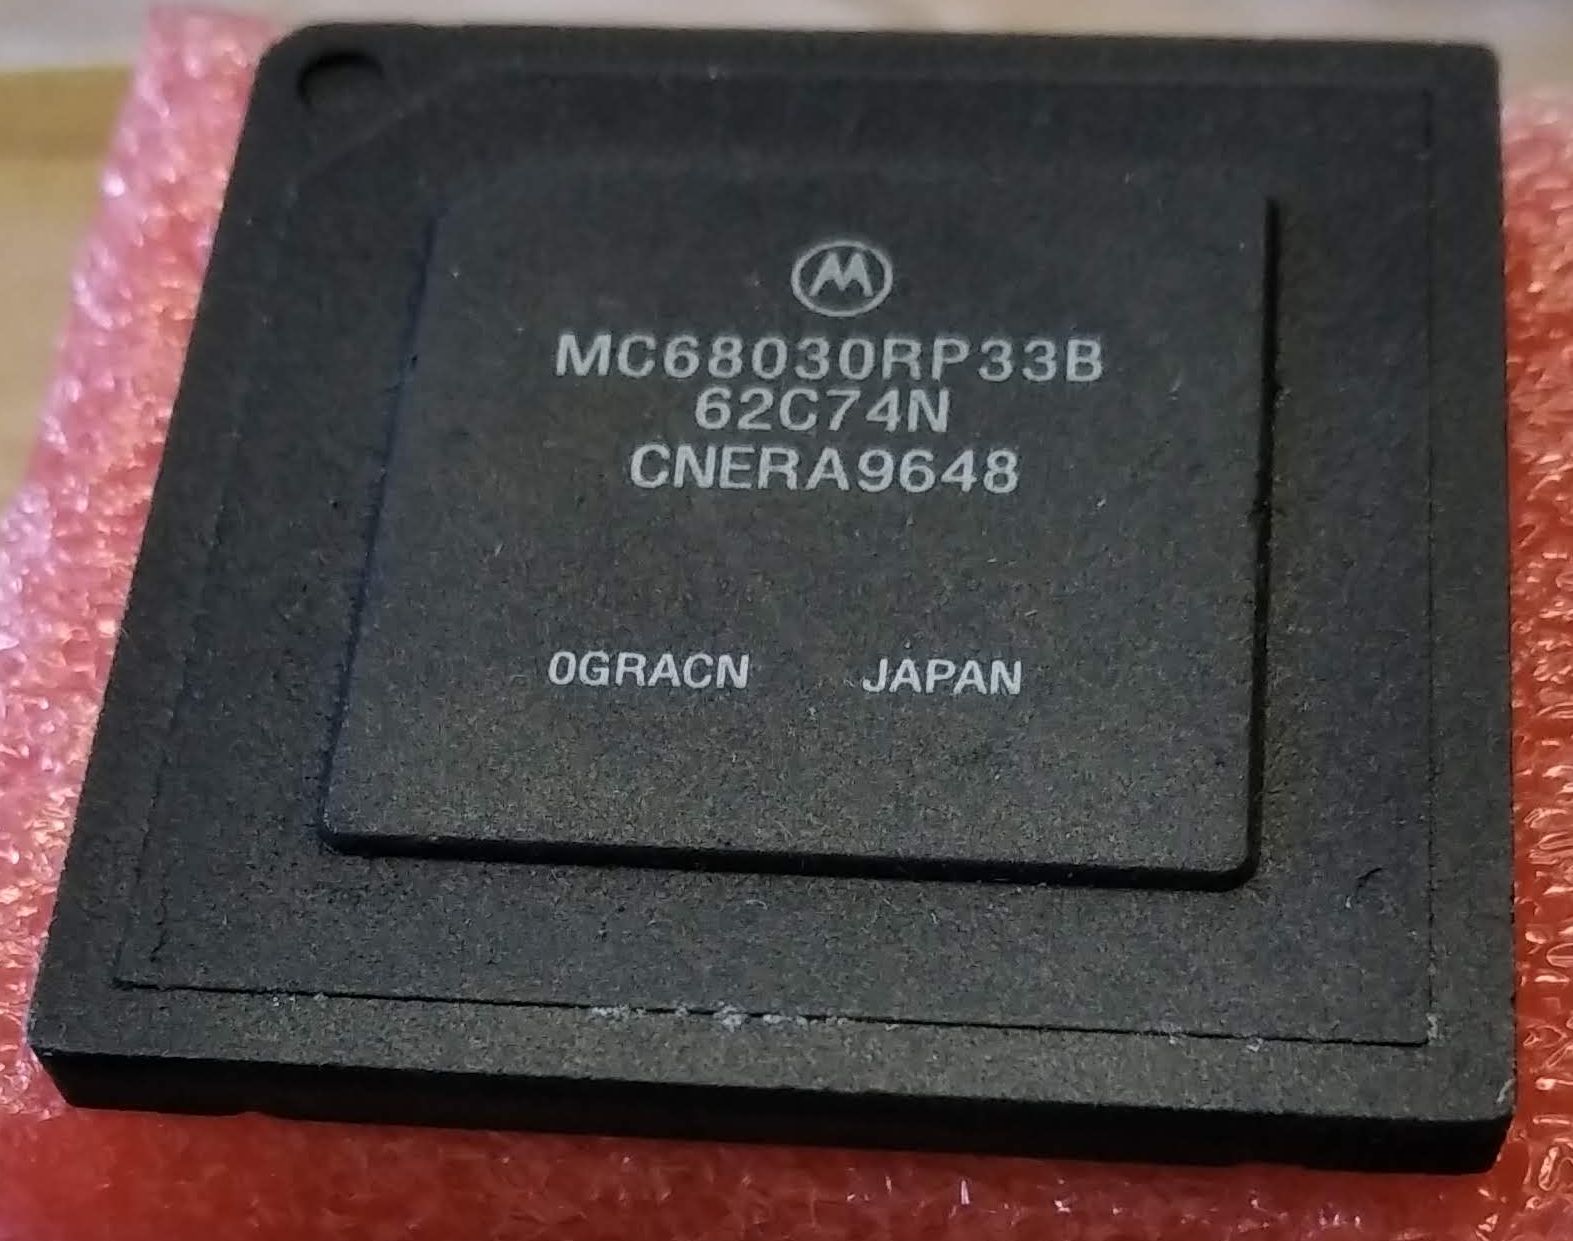 MC68030RP33B
62C74N
CNERA9648
0GRACN JAPAN